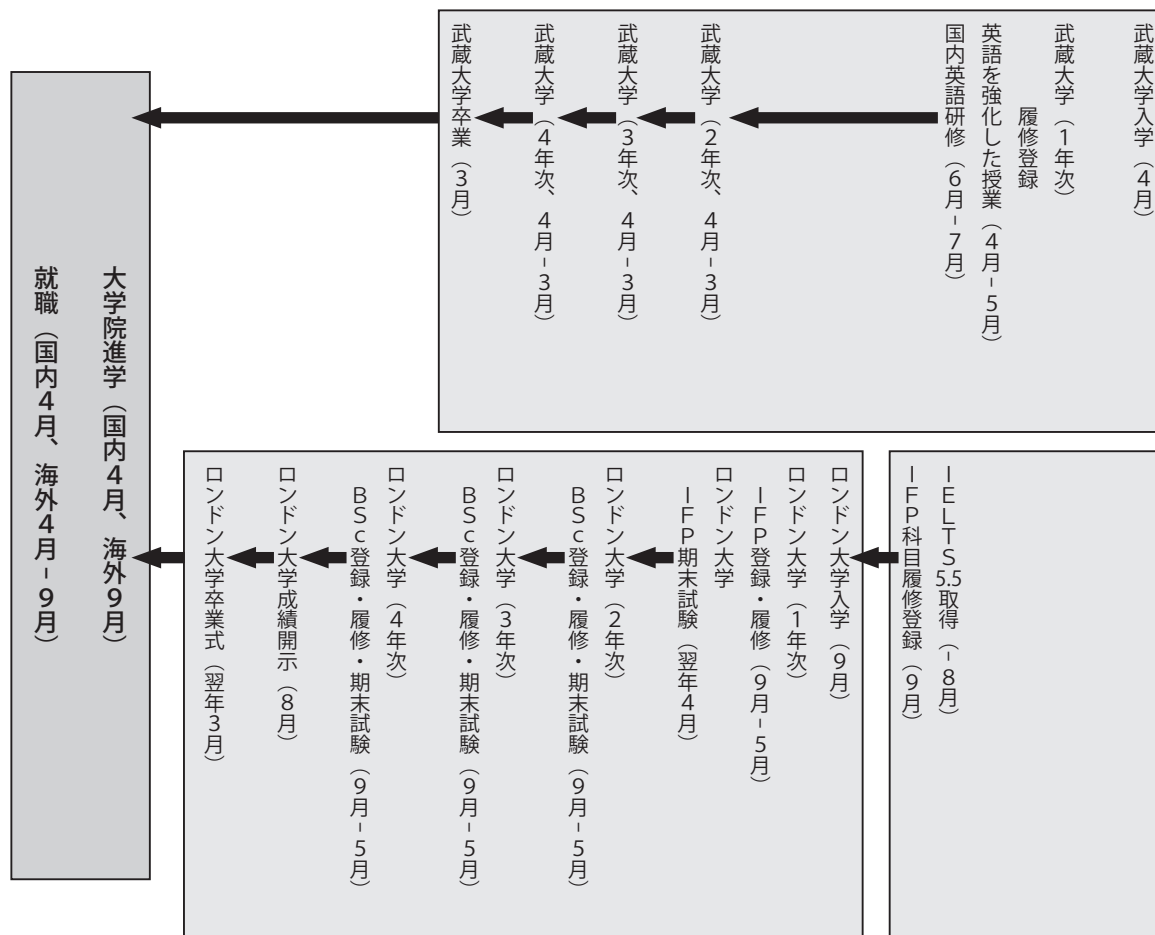 武蔵大学入学（4月）
武蔵大学（1年次）
履修登録
英語を強化した授業（4月-5月）
国内英語研修（6月-7月）
武蔵大学（2年次、4月-3月）
武蔵大学（3年次、4月-3月）
武蔵大学（4年次、4月-3月）
武蔵大学卒業（3月）
IELTS5.5取得（-8月）
IFP科目履修登録（9月）
ロンドン大学入学（9月）
ロンドン大学（1年次）
IFP登録・履修（9月-5月）
ロンドン大学
IFP期末試験（翌年4月）
ロンドン大学（2年次）
BSc登録・履修・期末試験（9月-5月）
ロンドン大学（3年次）
BSc登録・履修・期末試験（9月-5月）
ロンドン大学（4年次）
BSc登録・履修・期末試験（9月-5月）
ロンドン大学成績開示（8月）
ロンドン大学卒業式（翌年3月）
大学院進学（国内4月、海外9月）
就職（国内4月、海外4月-9月）